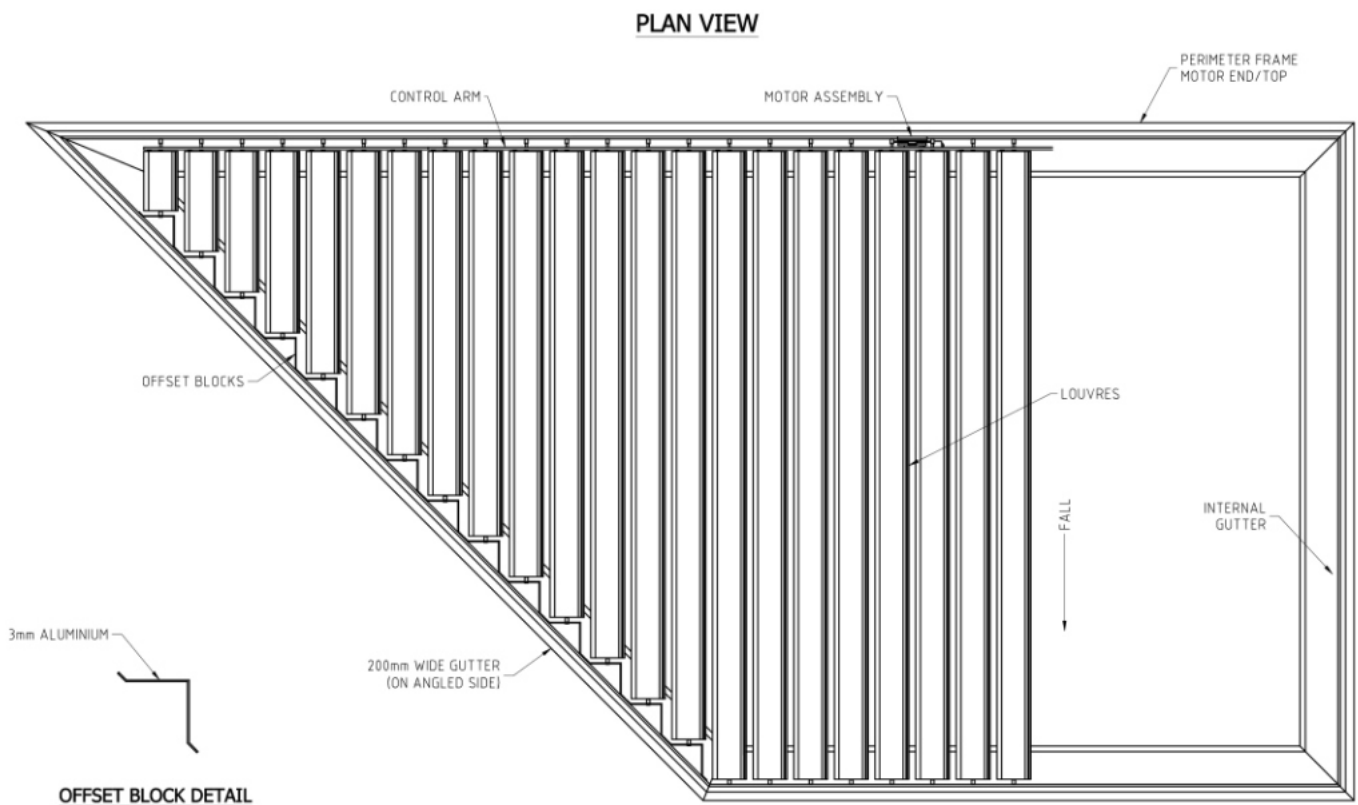 PLAN VIEW
PERIMETER FRAME
MOTOR END/TOP
CONTROL ARM
MOTOR ASSEMBLY
OFFSET BLOCKS
LOUVRES
FALL
INTERNAL
GUTTER
3mm ALUMINIUM
200mm WIDE GUTTER
(ON ANGLED SIDE)
OFFSET BLOCK DETAIL